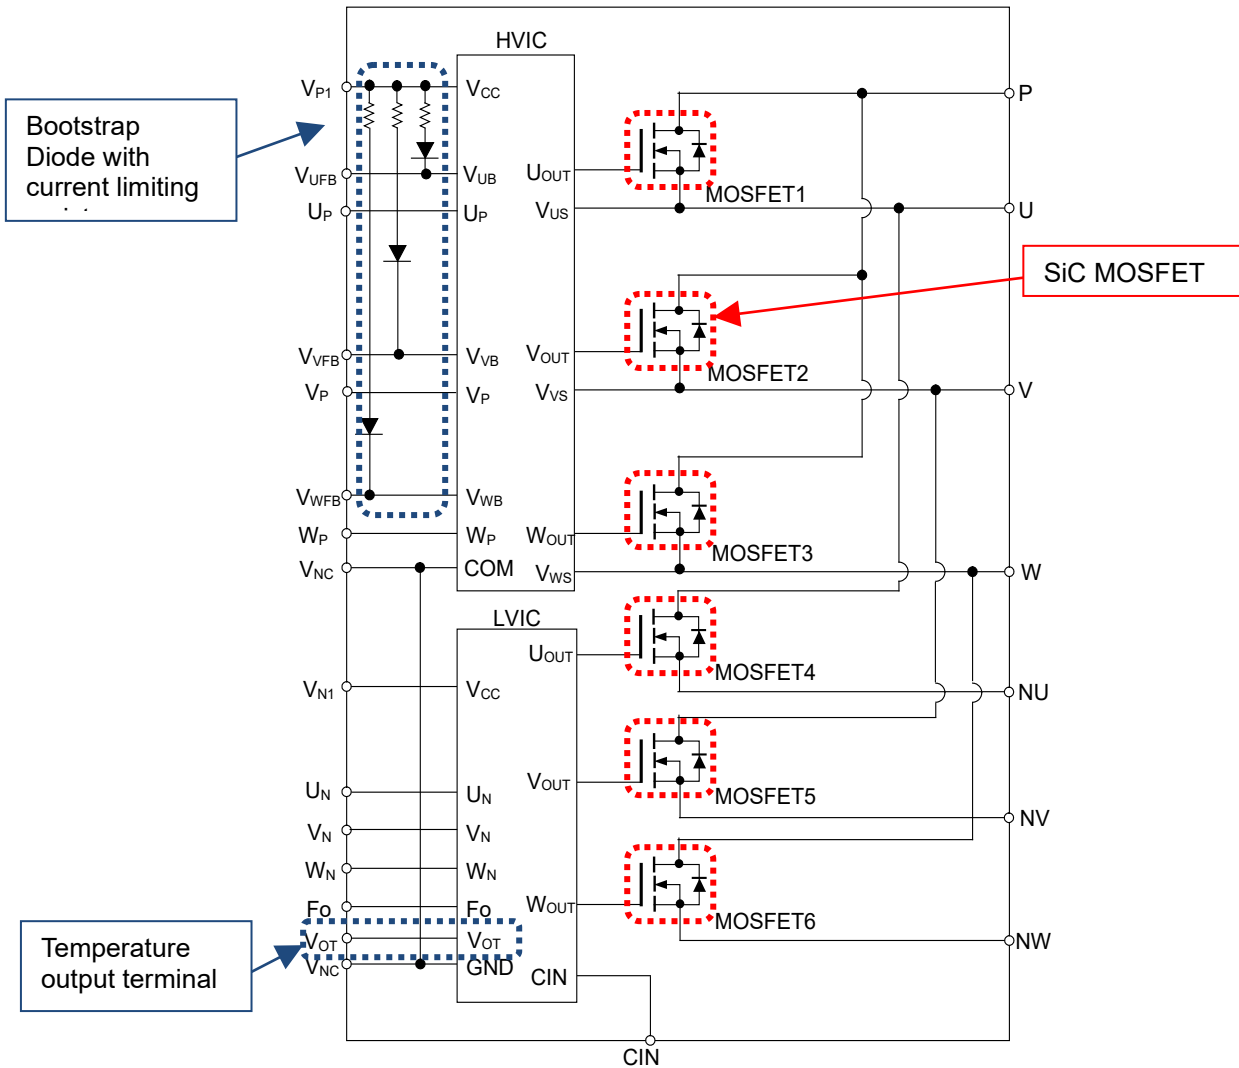 HVIC
Bootstrap
Diode with
current limiting
VP1
VUFB
UP
VVFB
VP
VWFB
WP
VNC
VCC
VUB
UP
VVB
VP
VWB
WP
COM
UOUT
VUS
VOUT
VVS
WOUT
VWS
MOSFET1
MOSFET2
MOSFET3
P
U
SiC MOSFET
V
W
LVIC
VN1
UN
VN
WN
Fo
VOT
VNC
VCC
UN
VN
WN
Fo
VOT
GND
UOUT
VOUT
WOUT
CIN
MOSFET4
MOSFET5
MOSFET6
NU
NV
NW
Temperature
output terminal
CIN